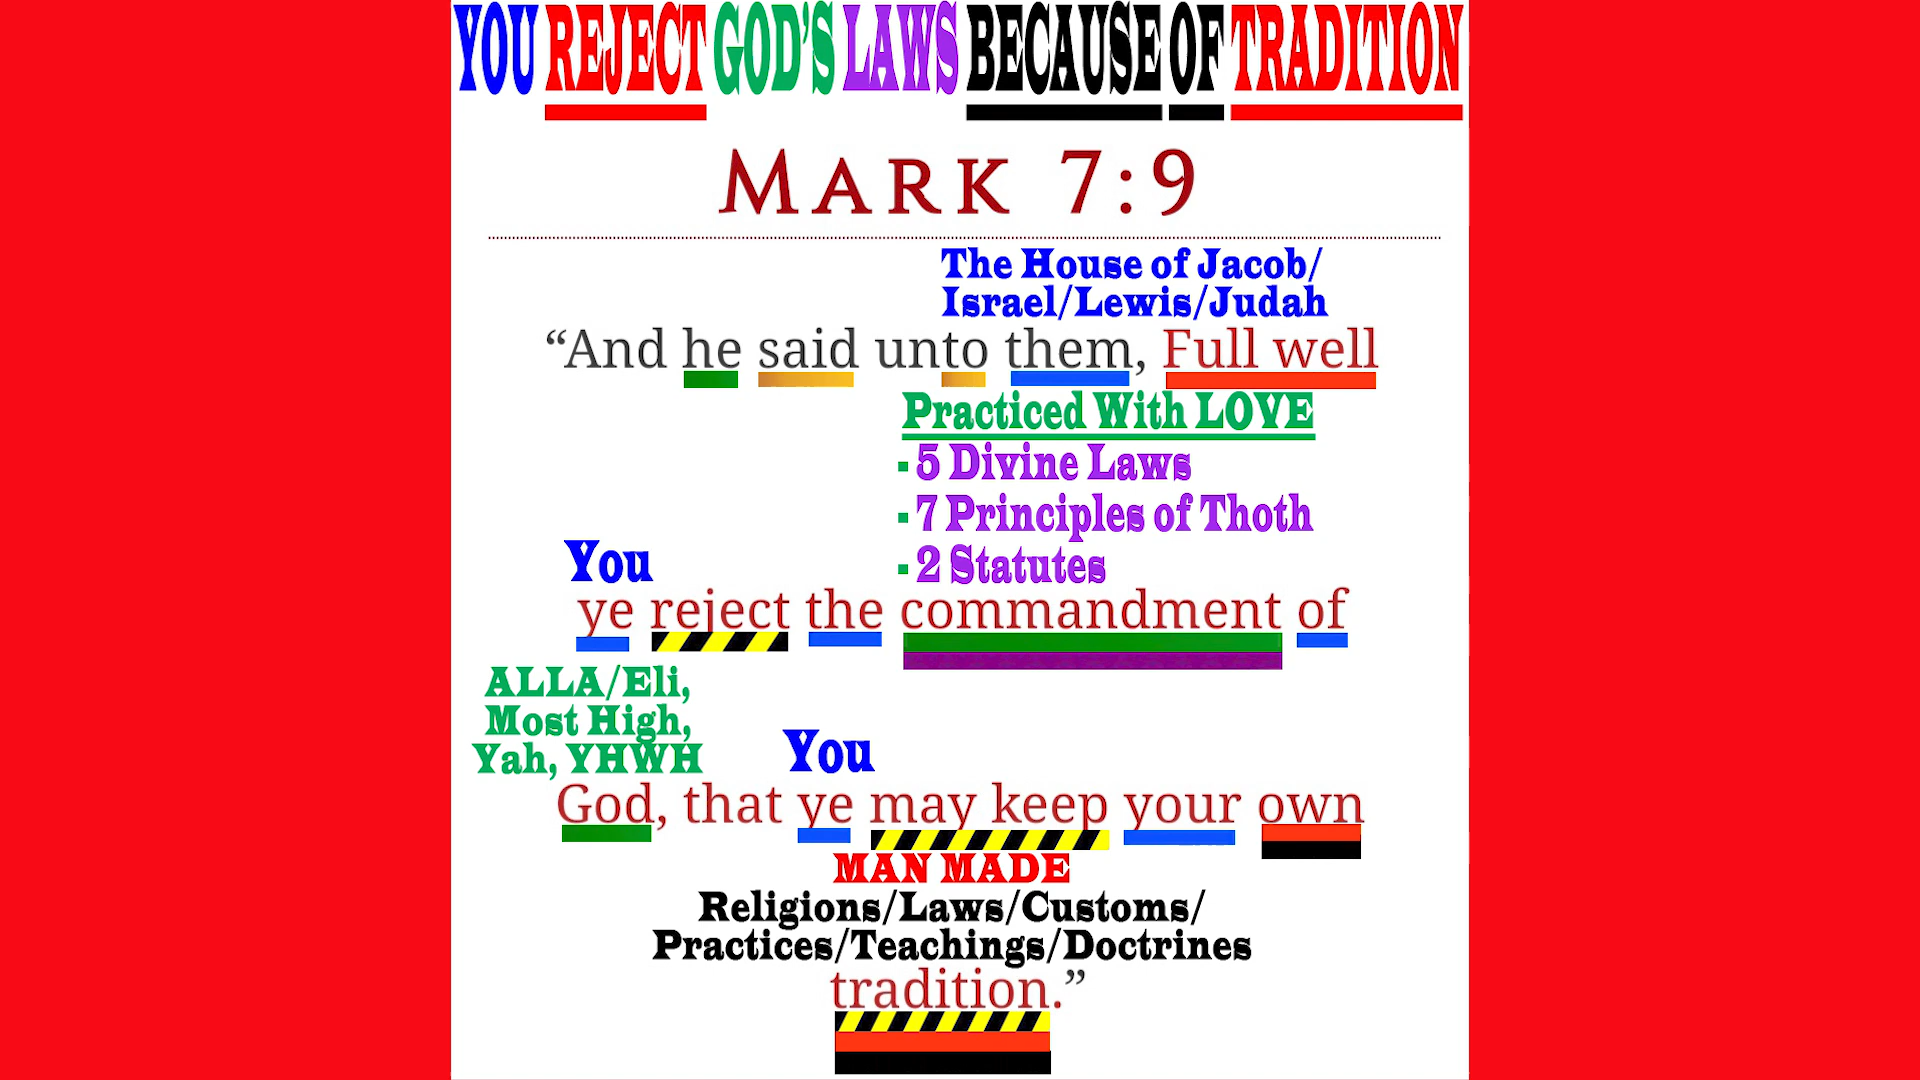 YOU REJECT GOD'S LAWS BECAUSE OF TRADITION
MARK 7:9
The House of Jacob/
Israel/Lewis/Judah
“And he said unto them, Full well
Practiced With LOVE
▪ 5 Divine Laws
▪ 7 Principles of Thoth
▪ 2 Statutes
You
ye reject the commandment of
ALLA/Eli,
Most High,
Yah, YHWH
You
God, that ye may keep your own
MAN MADE
Religions/Laws/Customs/
Practices/Teachings/Doctrines
tradition.”